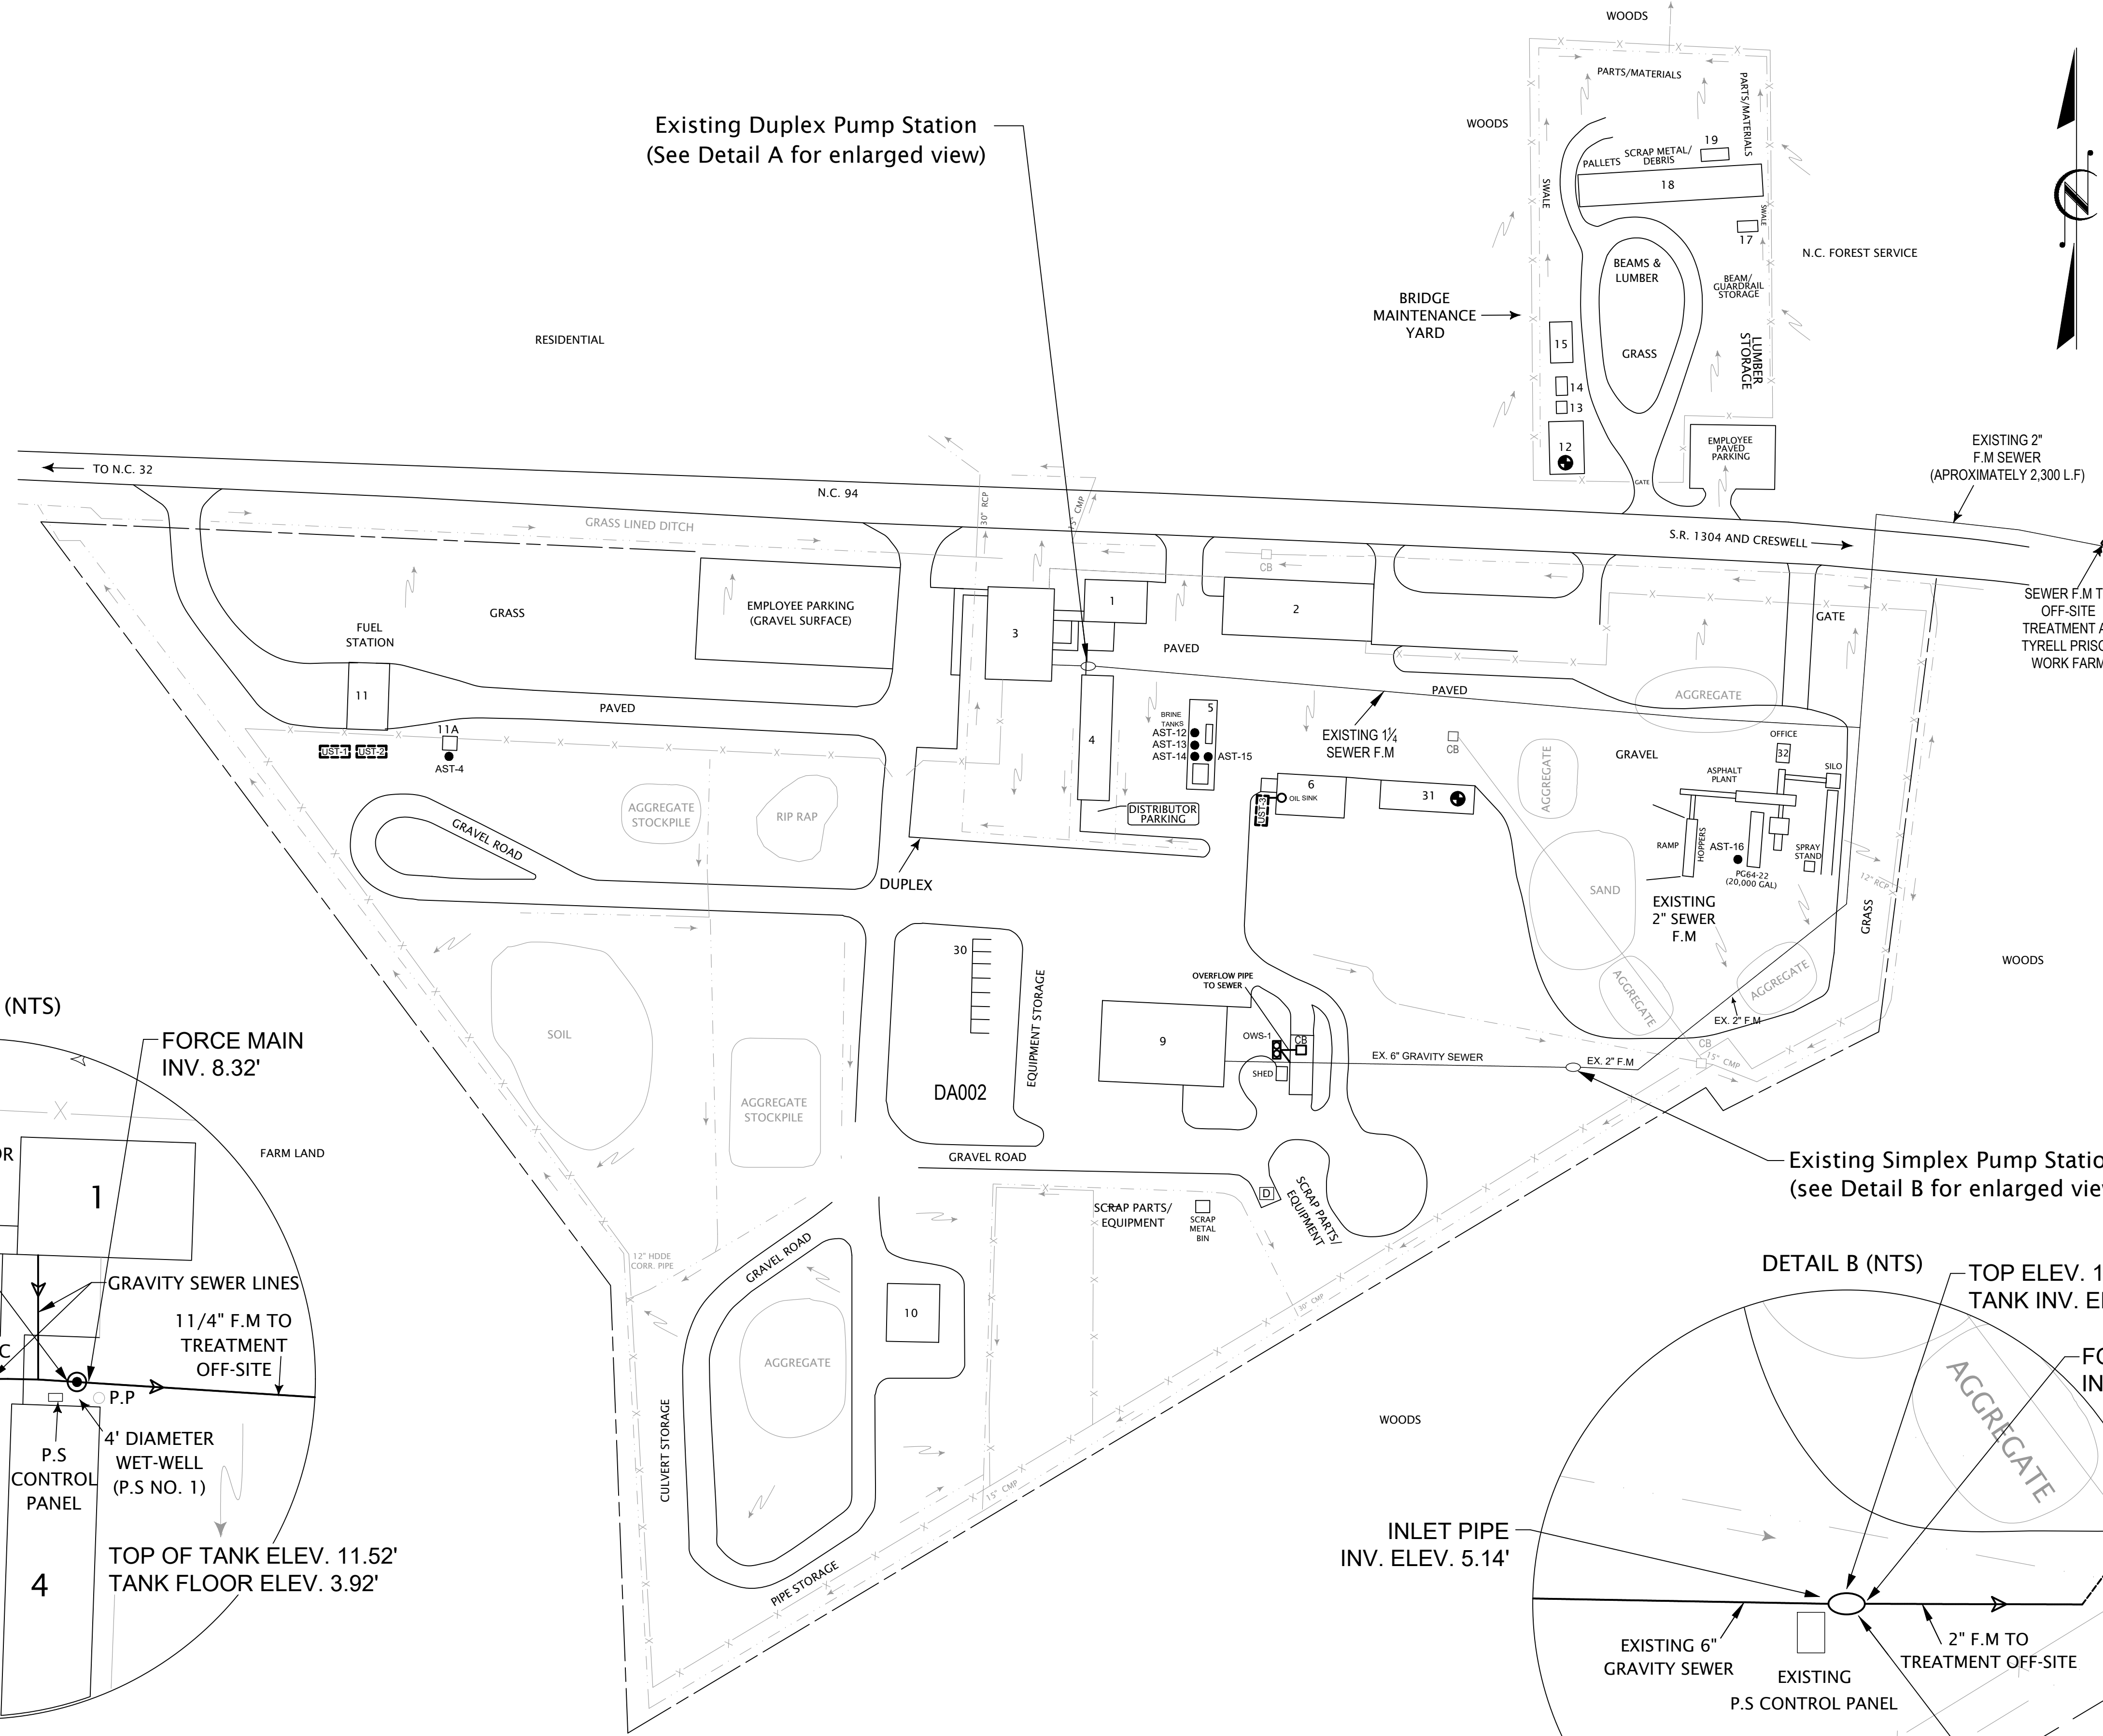 WOODS
PARTS/MATERIALS
PARTS/MATERIALS
WOODS
19
SCRAP METAL/
DEBRIS
PALLETS
18
SWALE
SWALE
17
N.C. FOREST SERVICE
BEAMS &
LUMBER
BEAM/
GUARDRAIL
STORAGE
BRIDGE
MAINTENANCE
YARD
15
GRASS
LUMBER
STORAGE
14
13
12
EMPLOYEE
PAVED
PARKING
GATE
N
Existing Duplex Pump Station
(See Detail A for enlarged view)
RESIDENTIAL
EXISTING 2"
F.M SEWER
(APROXIMATELY 2,300 L.F)
TO N.C. 32
N.C. 94
30" RCP
15" CMP
GRASS LINED DITCH
S.R. 1304 AND CRESWELL
CB
SEWER F.M T
OFF-SITE
TREATMENT A
TYRELL PRISO
WORK FARM
GRASS
EMPLOYEE PARKING
(GRAVEL SURFACE)
3
1
2
GATE
FUEL
STATION
PAVED
11
PAVED
PAVED
AGGREGATE
UST-1
UST-2
11A
AST-4
4
5
BRINE
TANKS
AST-12
AST-13
AST-14
AST-15
EXISTING 1¼
SEWER F.M
CB
AGGREGATE
GRAVEL
OFFICE
32
SILO
ASPHALT
PLANT
AGGREGATE
STOCKPILE
RIP RAP
GRAVEL ROAD
DISTRIBUTOR
PARKING
6
UST-3
OIL SINK
31
RAMP
HOPPERS
AST-16
PG64-22
(20,000 GAL)
SPRAY
STAND
12" RCP
DUPLEX
SAND
EXISTING
2" SEWER
F.M
GRASS
WOODS
SOIL
30
EQUIPMENT STORAGE
DA002
OVERFLOW PIPE
TO SEWER
9
OWS-1
CB
SHED
EX. 6" GRAVITY SEWER
EX. 2" F.M
AGGREGATE
AGGREGATE
EX. 2" F.M
CB
15" CMP
AGGREGATE
STOCKPILE
GRAVEL ROAD
Existing Simplex Pump Statio
(see Detail B for enlarged vie
D
SCRAP PARTS/
EQUIPMENT
SCRAP PARTS/
EQUIPMENT
SCRAP
METAL
BIN
12" HDDE
CORR. PIPE
GRAVEL ROAD
30" CMP
10
AGGREGATE
CULVERT STORAGE
WOODS
15" CMP
PIPE STORAGE
(NTS)
FORCE MAIN
INV. 8.32'
FARM LAND
OR
1
GRAVITY SEWER LINES
11/4" F.M TO
TREATMENT
OFF-SITE
C
P.P
P.S
CONTROL
PANEL
4' DIAMETER
WET-WELL
(P.S NO. 1)
4
TOP OF TANK ELEV. 11.52'
TANK FLOOR ELEV. 3.92'
DETAIL B (NTS)
TOP ELEV. 1
TANK INV. E
FO
IN
AGGREGATE
INLET PIPE
INV. ELEV. 5.14'
EXISTING 6"
GRAVITY SEWER
EXISTING
P.S CONTROL PANEL
2" F.M TO
TREATMENT OFF-SITE